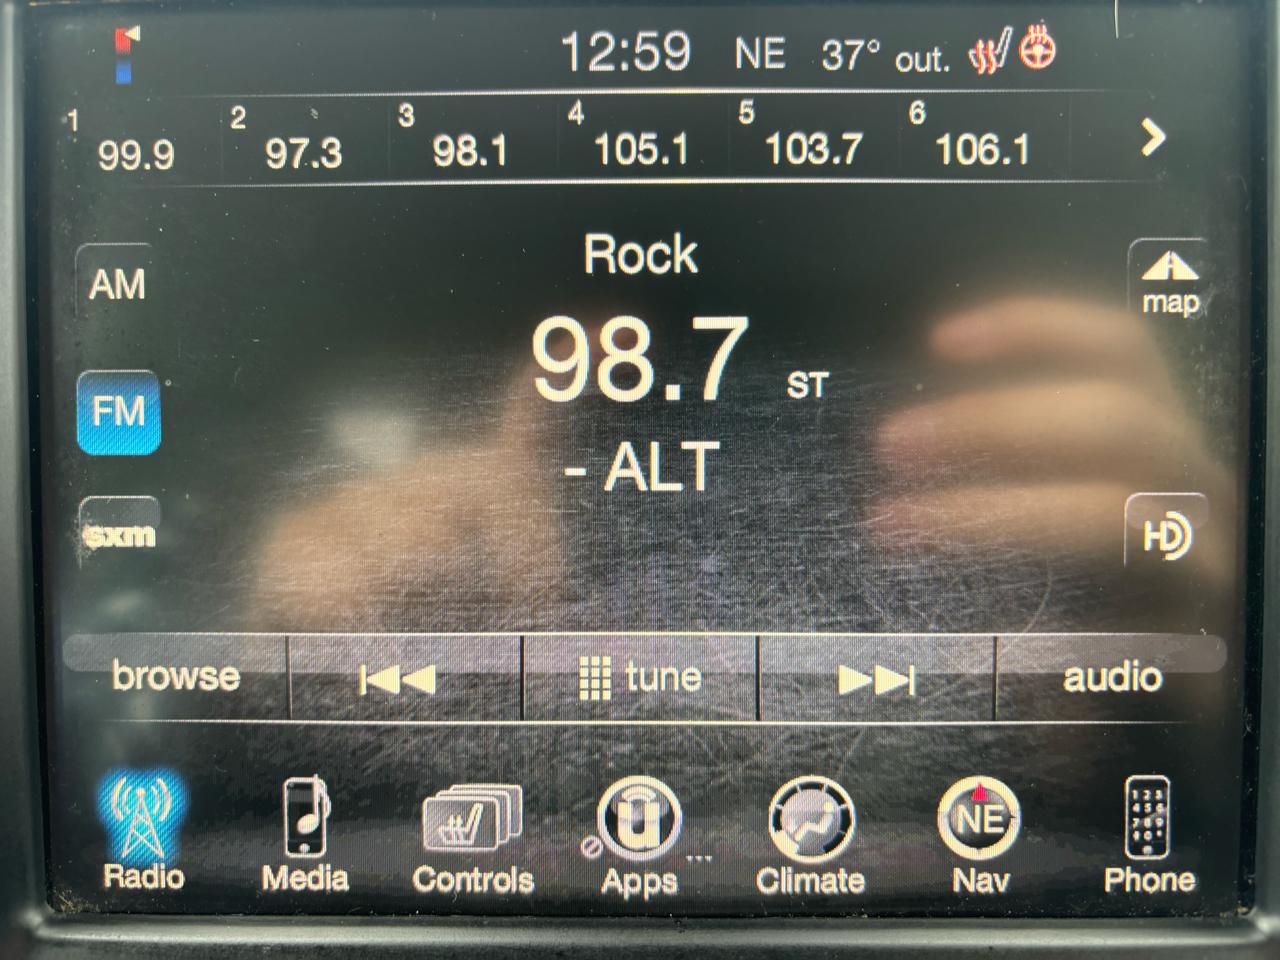 12:59 NE 37° out.
1 99.9 2 97.3 3 98.1 4 105.1 5 103.7 6 106.1
Rock
AM
map
98.7 ST
FM
- ALT
sxm
HD
browse tune audio
NE
Radio Media Controls Apps ... Climate Nav Phone